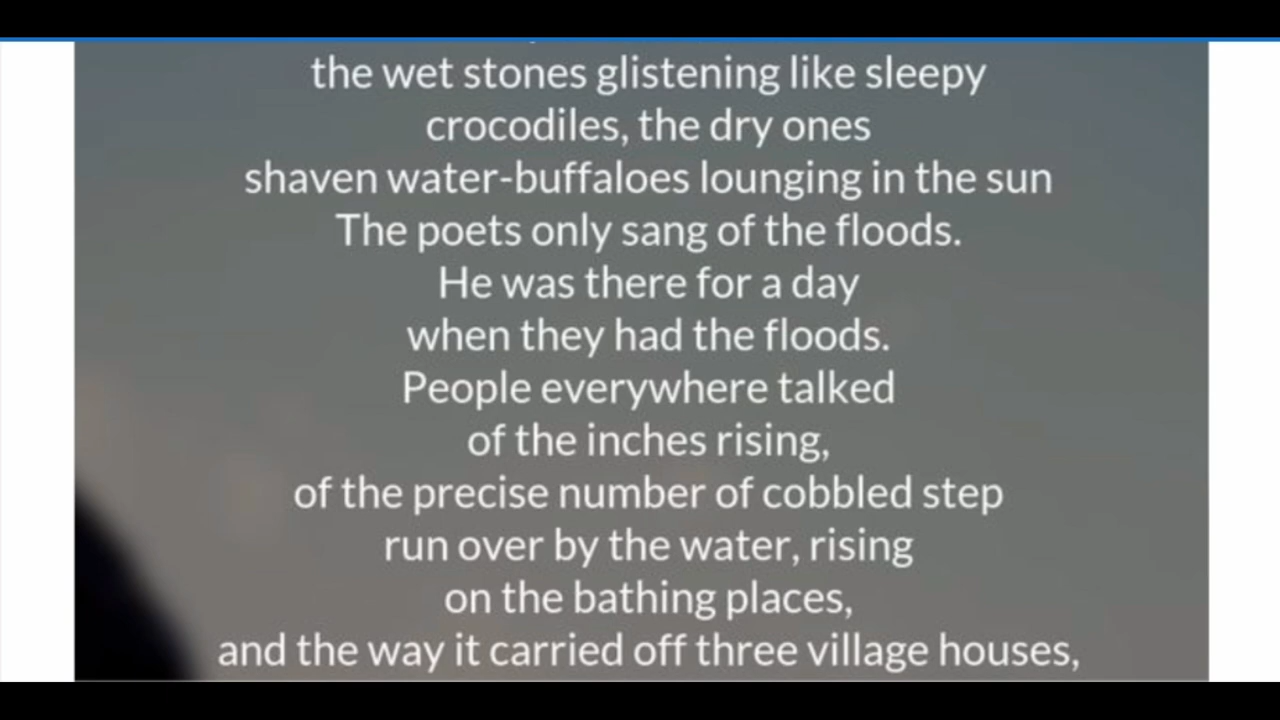 the wet stones glistening like sleepy
crocodiles, the dry ones
shaven water-buffaloes lounging in the sun
The poets only sang of the floods.
He was there for a day
when they had the floods.
People everywhere talked
of the inches rising,
of the precise number of cobbled step
run over by the water, rising
on the bathing places,
and the way it carried off three village houses,